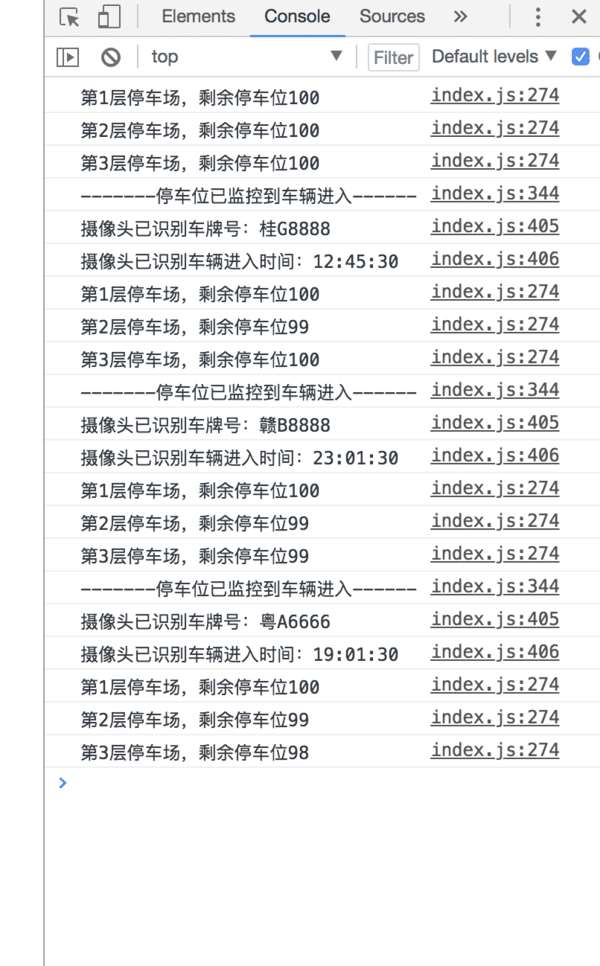 Elements Console Sources »
top ▼ Filter Default levels ▼
第1层停车场，剩余停车位100 index.js:274
第2层停车场，剩余停车位100 index.js:274
第3层停车场，剩余停车位100 index.js:274
-------停车位已监控到车辆进入------ index.js:344
摄像头已识别车牌号：桂G8888 index.js:405
摄像头已识别车辆进入时间：12:45:30 index.js:406
第1层停车场，剩余停车位100 index.js:274
第2层停车场，剩余停车位99 index.js:274
第3层停车场，剩余停车位100 index.js:274
-------停车位已监控到车辆进入------ index.js:344
摄像头已识别车牌号：赣B8888 index.js:405
摄像头已识别车辆进入时间：23:01:30 index.js:406
第1层停车场，剩余停车位100 index.js:274
第2层停车场，剩余停车位99 index.js:274
第3层停车场，剩余停车位99 index.js:274
-------停车位已监控到车辆进入------ index.js:344
摄像头已识别车牌号：粤A6666 index.js:405
摄像头已识别车辆进入时间：19:01:30 index.js:406
第1层停车场，剩余停车位100 index.js:274
第2层停车场，剩余停车位99 index.js:274
第3层停车场，剩余停车位98 index.js:274